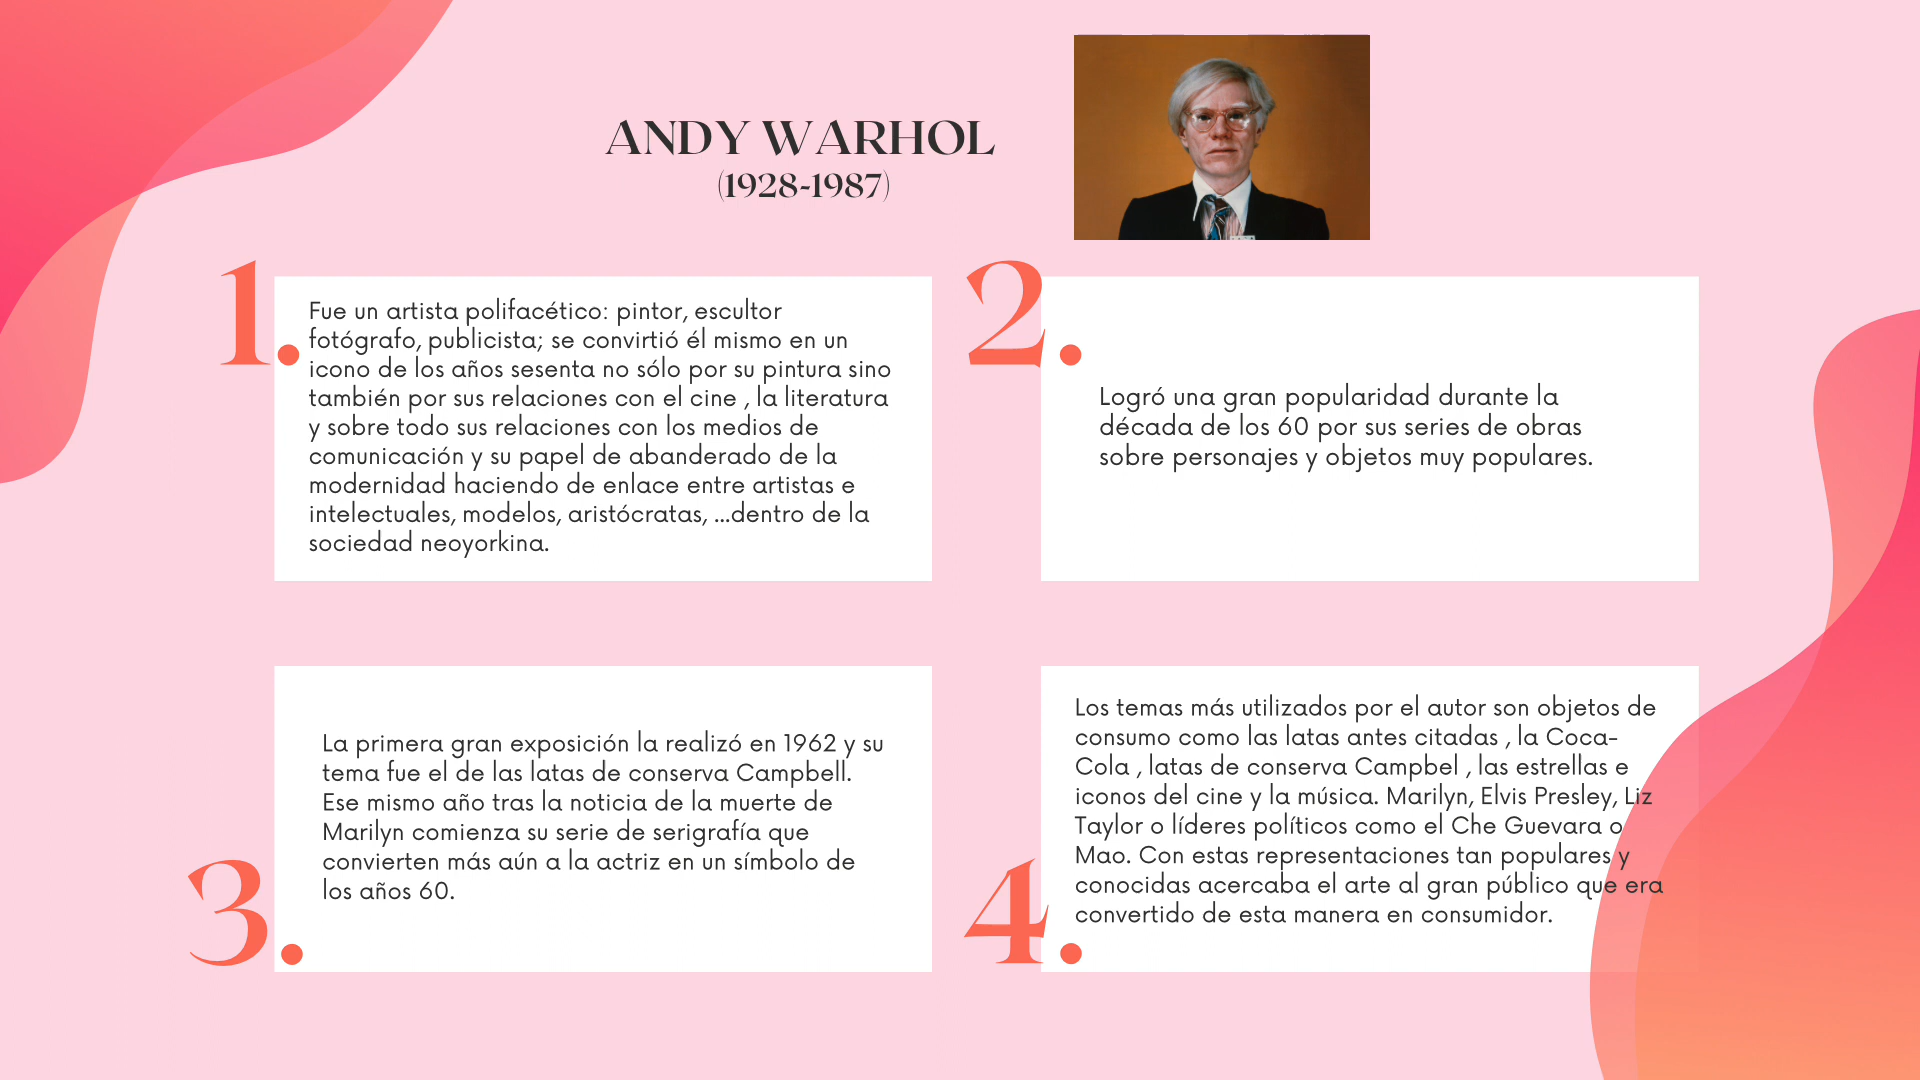 ANDY WARHOL
(1928-1987)
1.
Fue un artista polifacético: pintor, escultor
fotógrafo, publicista; se convirtió él mismo en un
icono de los años sesenta no sólo por su pintura sino
también por sus relaciones con el cine , la literatura
y sobre todo sus relaciones con los medios de
comunicación y su papel de abanderado de la
modernidad haciendo de enlace entre artistas e
intelectuales, modelos, aristócratas, ...dentro de la
sociedad neoyorkina.
2.
Logró una gran popularidad durante la
década de los 60 por sus series de obras
sobre personajes y objetos muy populares.
3.
La primera gran exposición la realizó en 1962 y su
tema fue el de las latas de conserva Campbell.
Ese mismo año tras la noticia de la muerte de
Marilyn comienza su serie de serigrafía que
convierten más aún a la actriz en un símbolo de
los años 60.
4.
Los temas más utilizados por el autor son objetos de
consumo como las latas antes citadas , la Coca-
Cola , latas de conserva Campbel , las estrellas e
iconos del cine y la música. Marilyn, Elvis Presley, Liz
Taylor o líderes políticos como el Che Guevara o
Mao. Con estas representaciones tan populares y
conocidas acercaba el arte al gran público que era
convertido de esta manera en consumidor.